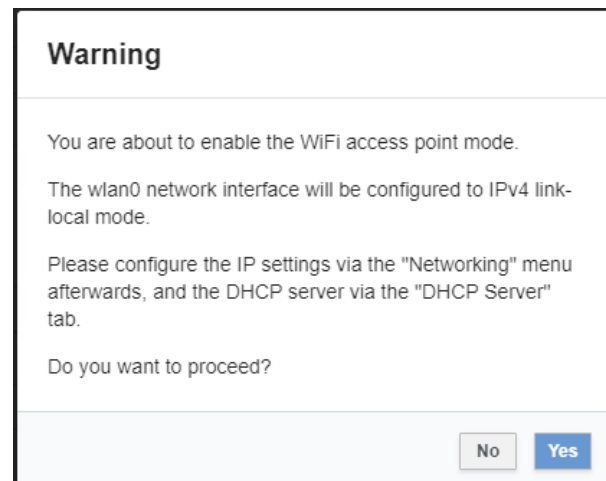 Warning
You are about to enable the WiFi access point mode.
The wlan0 network interface will be configured to IPv4 link-
local mode.
Please configure the IP settings via the "Networking" menu
afterwards, and the DHCP server via the "DHCP Server"
tab.
Do you want to proceed?
No Yes